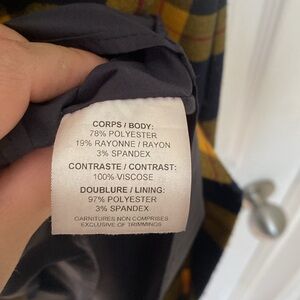 CORPS / BODY:
78% POLYESTER
19% RAYONNE / RAYON
3% SPANDEX
CONTRASTE / CONTRAST:
100% VISCOSE
DOUBLURE / LINING:
97% POLYESTER
3% SPANDEX
GARNITURES NON COMPRISES
EXCLUSIVE OF TRIMMINGS